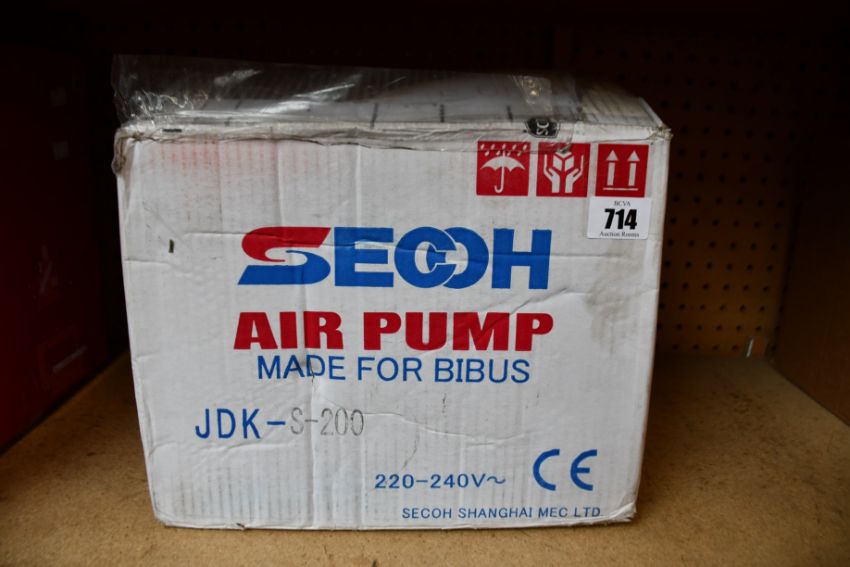 BCVA
714
Auction Rooms
SECOH
AIR PUMP
MADE FOR BIBUS
JDK-S-200
220-240V~ CE
SECOH SHANGHAI MEC LTD